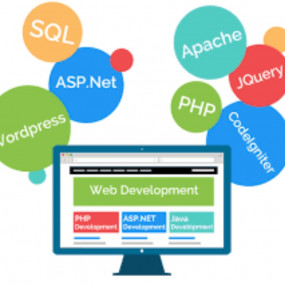 SQL
Apache
ASP.Net
JQuery
Wordpress
PHP
CodeIgniter
Web Development
PHP
Development
ASP.NET
Development
Java
Development